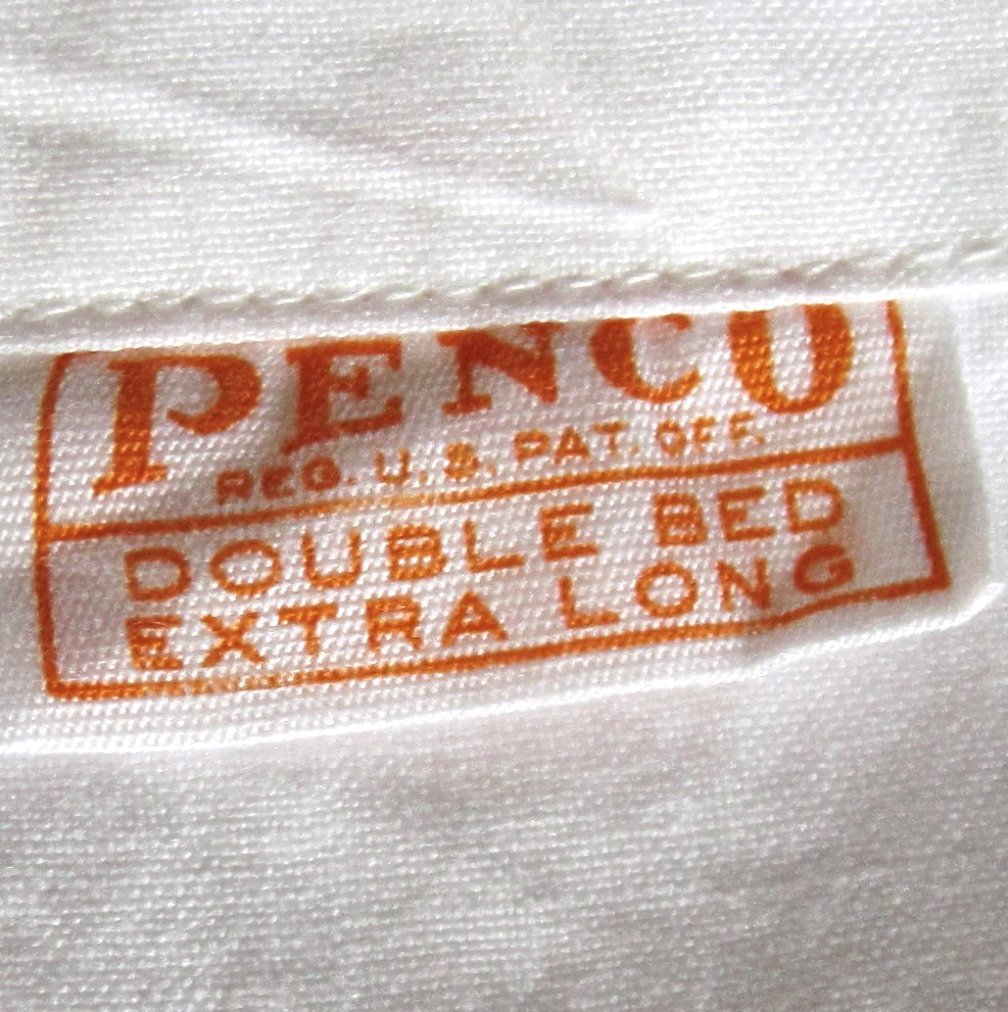 PENCO
REG. U.S. PAT. OFF.
DOUBLE BED
EXTRA LONG